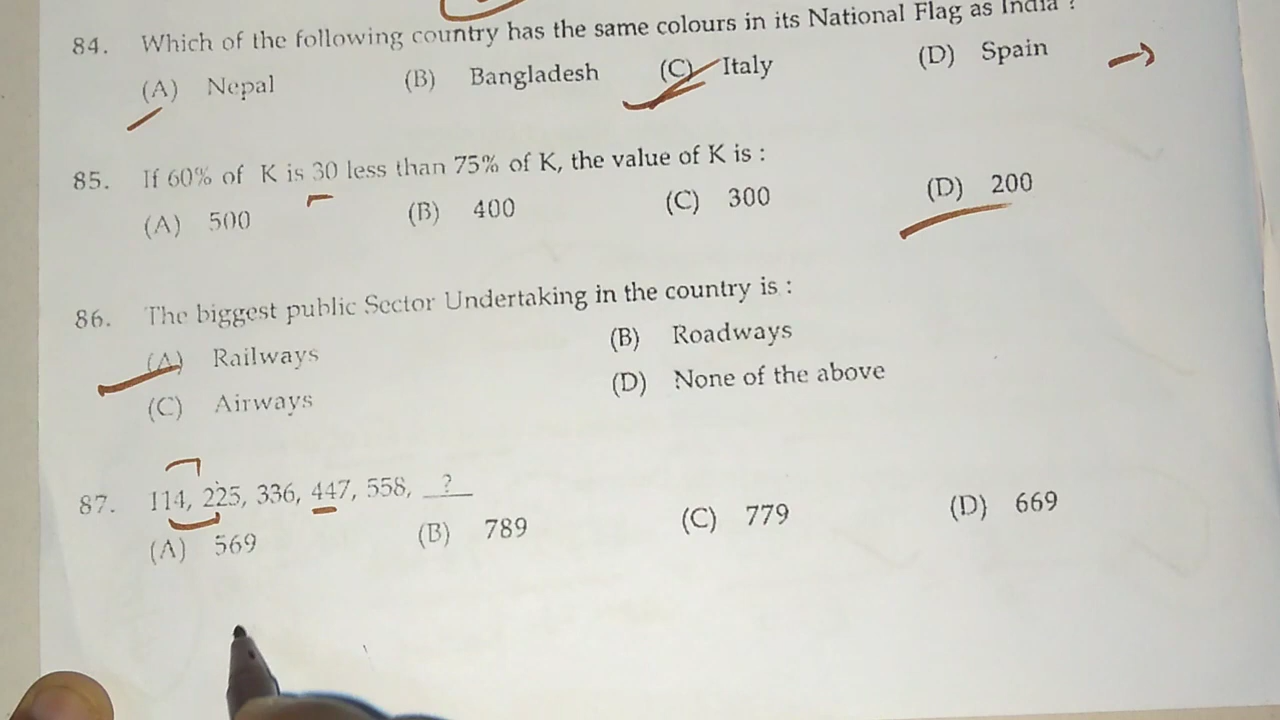 84. Which of the following country has the same colours in its National Flag as India ?
(A) Nepal (B) Bangladesh (C) Italy (D) Spain
85. If 60% of K is 30 less than 75% of K, the value of K is :
(A) 500 (B) 400 (C) 300 (D) 200
86. The biggest public Sector Undertaking in the country is :
(A) Railways (B) Roadways
(C) Airways (D) None of the above
87. 114, 225, 336, 447, 558, __?__
(A) 569 (B) 789 (C) 779 (D) 669